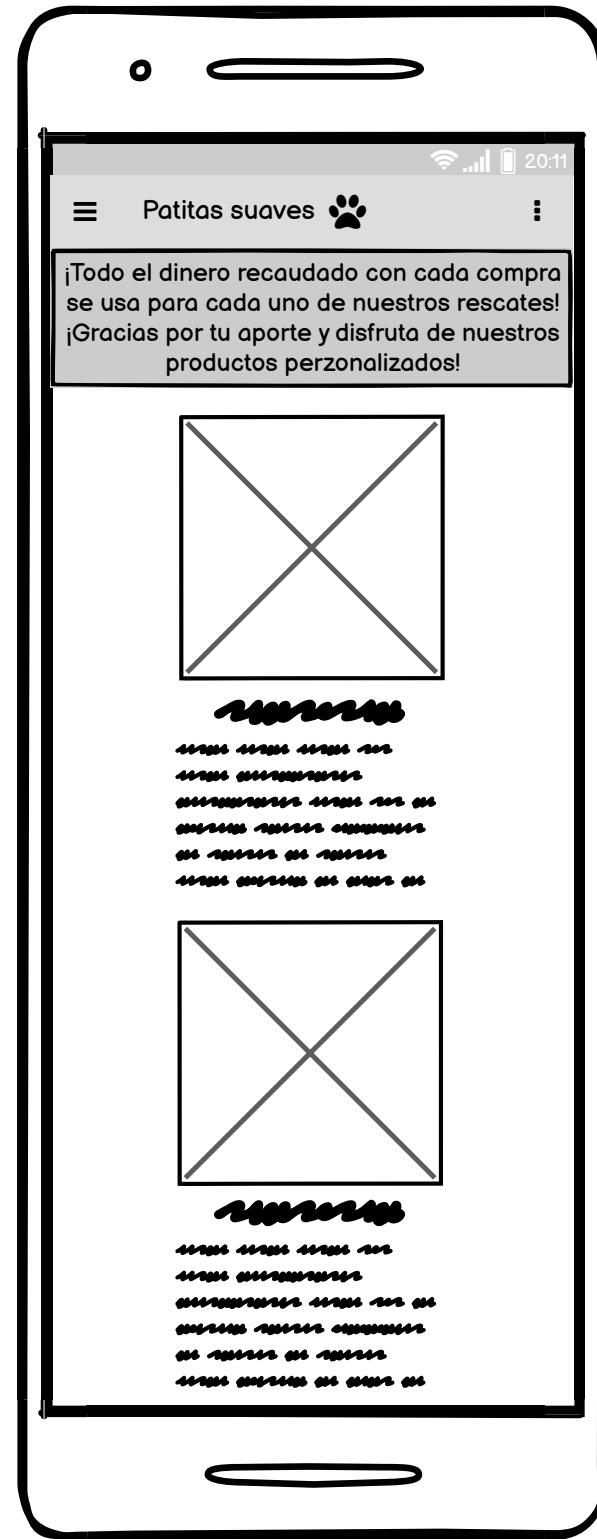 20:11
Patitas suaves
¡Todo el dinero recaudado con cada compra
se usa para cada uno de nuestros rescates!
¡Gracias por tu aporte y disfruta de nuestros
productos perzonalizados!